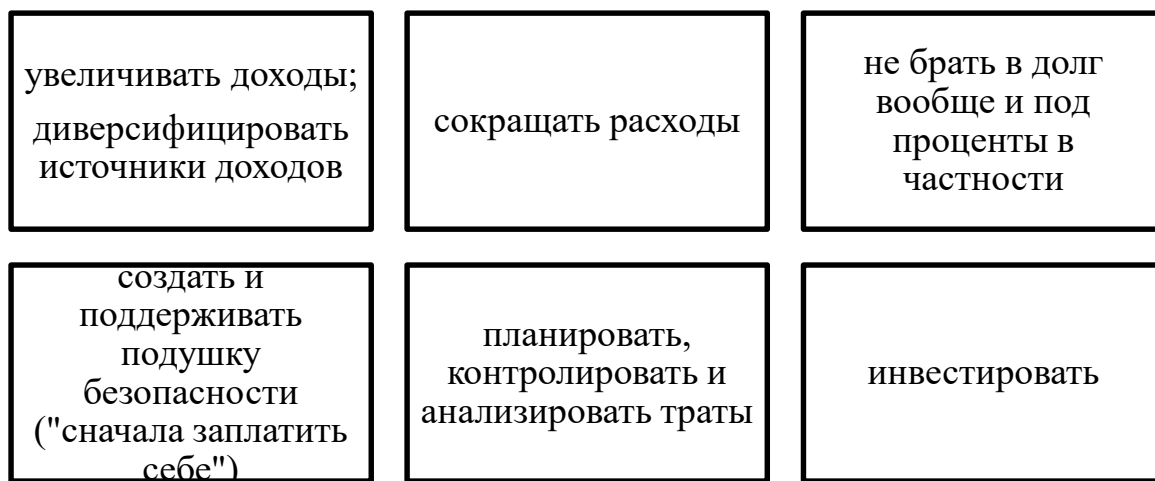 увеличивать доходы;
диверсифицировать
источники доходов
сокращать расходы
не брать в долг
вообще и под
проценты в
частности
создать и
поддерживать
подушку
безопасности
("сначала заплатить
себе")
планировать,
контролировать и
анализировать траты
инвестировать